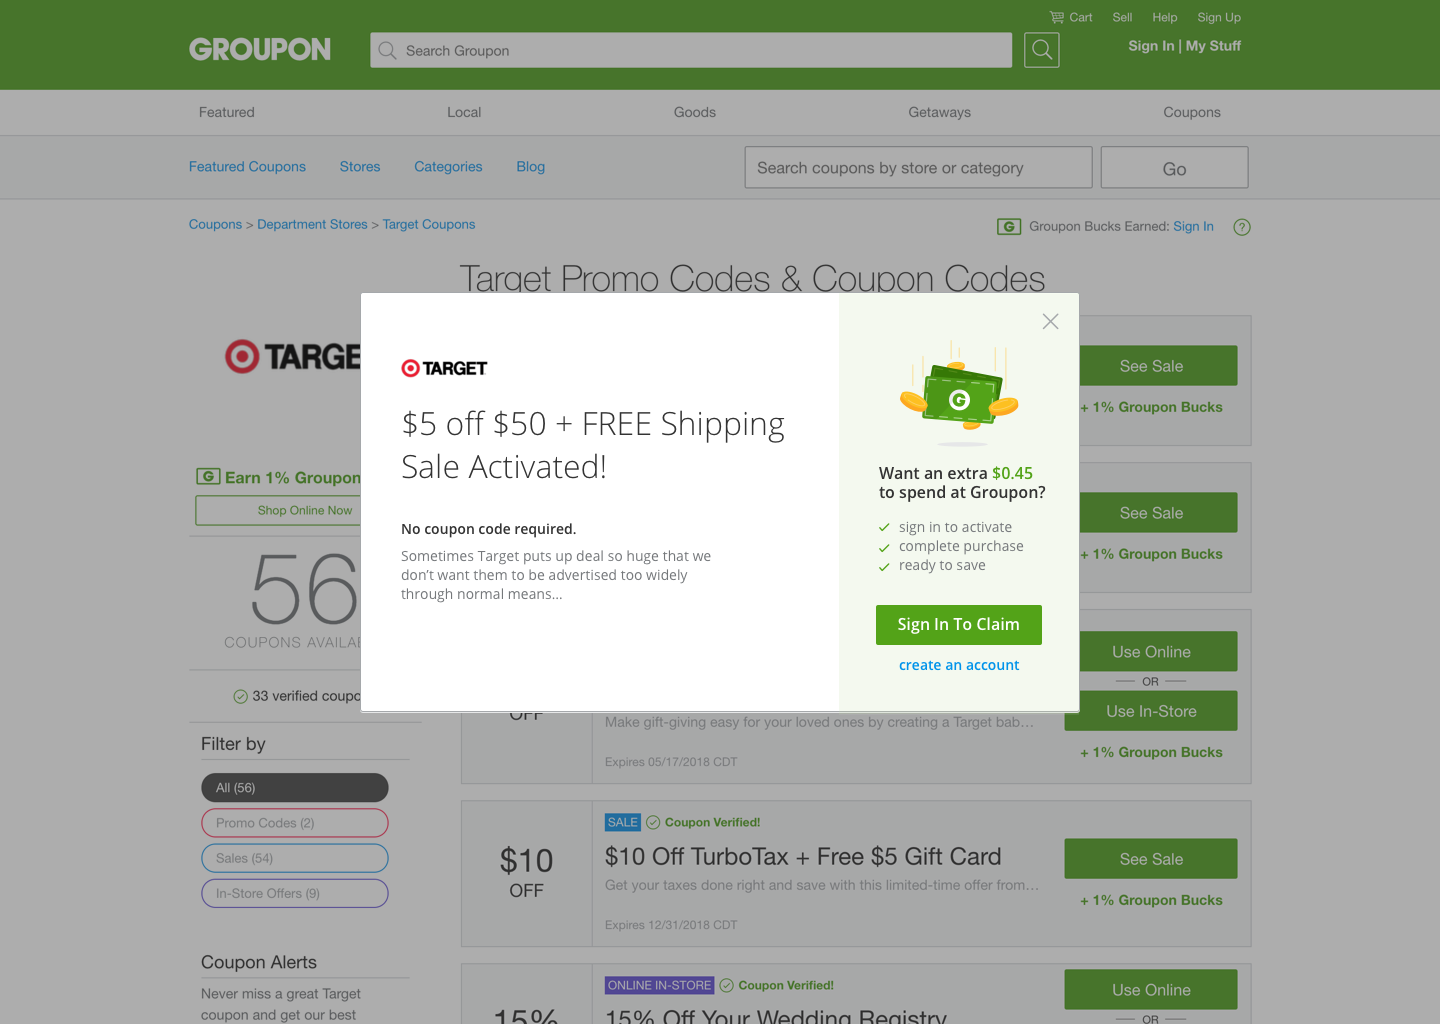 Cart Sell Help Sign Up
GROUPON
Search Groupon
Sign In | My Stuff
Featured Local Goods Getaways Coupons
Featured Coupons Stores Categories Blog
Search coupons by store or category
Go
Coupons > Department Stores > Target Coupons
G Groupon Bucks Earned: Sign In ?
Target Promo Codes & Coupon Codes
TARGE
G Earn 1% Groupon
Shop Online Now
56
COUPONS
33 verified
Filter by
All (56)
Promo Codes (2)
Sales (54)
In-Store Offers (9)
Coupon Alerts
Never miss a great Target
coupon and get our best
TARGET
$5 off $50 + FREE Shipping
Sale Activated!
No coupon code required.
Sometimes Target puts up deal so huge that we
don’t want them to be advertised too widely
through normal means...
G
Want an extra $0.45
to spend at Groupon?
sign in to activate
complete purchase
ready to save
Sign In To Claim
create an account
See Sale
+ 1% Groupon Bucks
See Sale
+ 1% Groupon Bucks
OFF
Make gift-giving easy for your loved ones by creating a Target bab...
Expires 05/17/2018 CDT
Use Online
OR
Use In-Store
+ 1% Groupon Bucks
$10
OFF
SALE Coupon Verified!
$10 Off TurboTax + Free $5 Gift Card
Get your taxes done right and save with this limited-time offer from...
Expires 12/31/2018 CDT
See Sale
+ 1% Groupon Bucks
15%
ONLINE IN-STORE Coupon Verified!
15% Off Your Wedding Registry
Use Online
OR